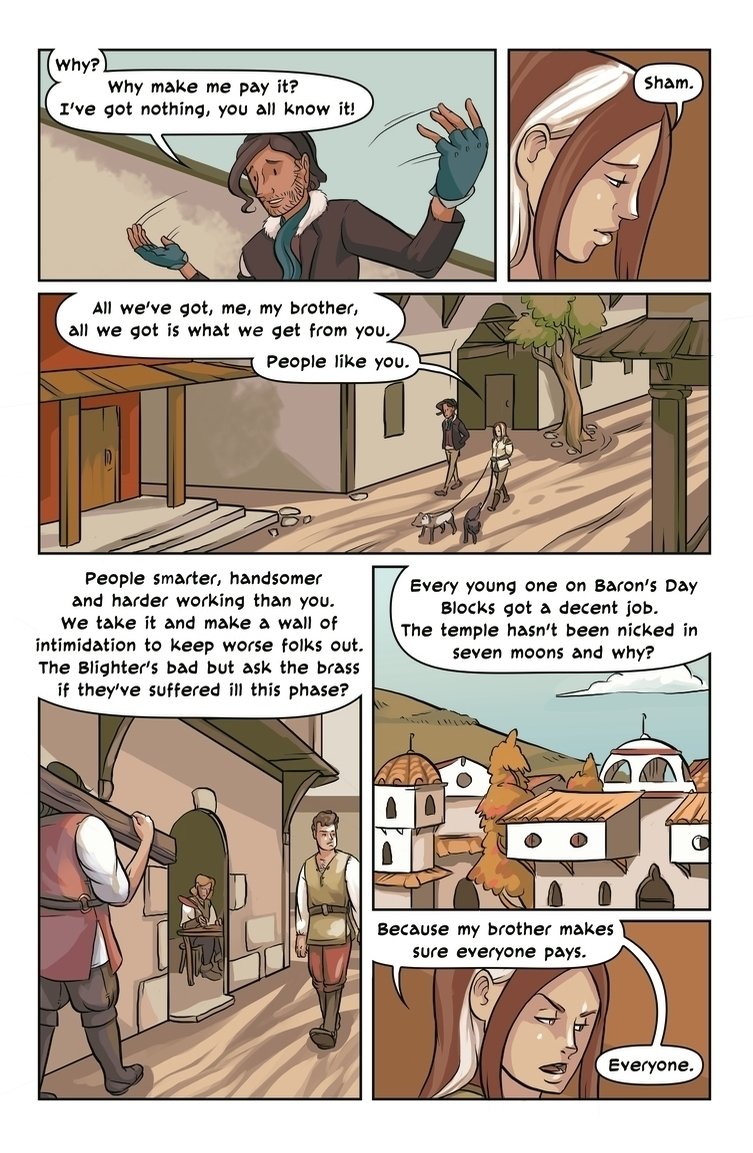 Why?
Why make me pay it?
I've got nothing, you all know it!
Sham.
All we've got, me, my brother,
all we got is what we get from you.
People like you.
People smarter, handsomer
and harder working than you.
We take it and make a wall of
intimidation to keep worse folks out.
The Blighter's bad but ask the brass
if they've suffered ill this phase?
Every young one on Baron's Day
Blocks got a decent job.
The temple hasn't been nicked in
seven moons and why?
Because my brother makes
sure everyone pays.
Everyone.